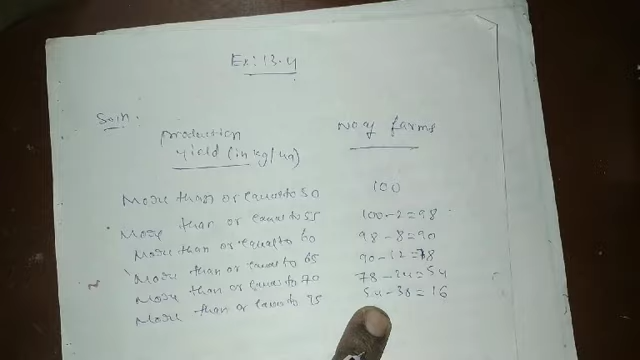 Ex: 13.4
Soln.
production No of farms
yield (in kg/ha)
More than or equal to 50 100
More than or equal to 55 100-2=98
More than or equal to 60 98-8=90
More than or equal to 65 90-12=78
More than or equal to 70 78-24=54
More than or equal to 75 54-38=16